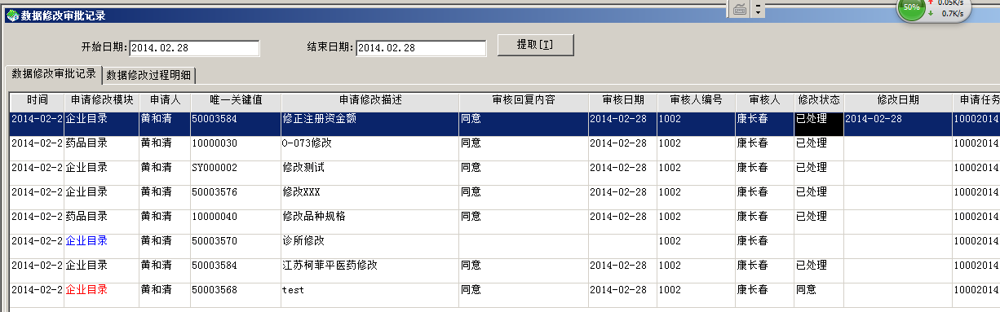 数据修改审批记录
50%
0.05K/s
0.7K/s
开始日期: 2014.02.28 结束日期: 2014.02.28 提取[T]
数据修改审批记录 数据修改过程明细
时间 申请修改模块 申请人 唯一关键值 申请修改描述 审核回复内容 审核日期 审核人编号 审核人 修改状态 修改日期 申请任务
2014-02-2 企业目录 黄和清 50003584 修正注册资金额 同意 2014-02-28 1002 康长春 已处理 2014-02-28 10002014
2014-02-2 药品目录 黄和清 10000030 O-073修改 同意 2014-02-28 1002 康长春 已处理 10002014
2014-02-2 企业目录 黄和清 SY000002 修改测试 同意 2014-02-28 1002 康长春 已处理 10002014
2014-02-2 企业目录 黄和清 50003576 修改XXX 同意 2014-02-28 1002 康长春 已处理 10002014
2014-02-2 药品目录 黄和清 10000040 修改品种规格 同意 2014-02-28 1002 康长春 已处理 10002014
2014-02-2 企业目录 黄和清 50003570 诊所修改 1002 康长春 10002014
2014-02-2 企业目录 黄和清 50003584 江苏柯菲平医药修改 同意 2014-02-28 1002 康长春 已处理 10002014
2014-02-2 企业目录 黄和清 50003568 test 同意 2014-02-28 1002 康长春 同意 10002014